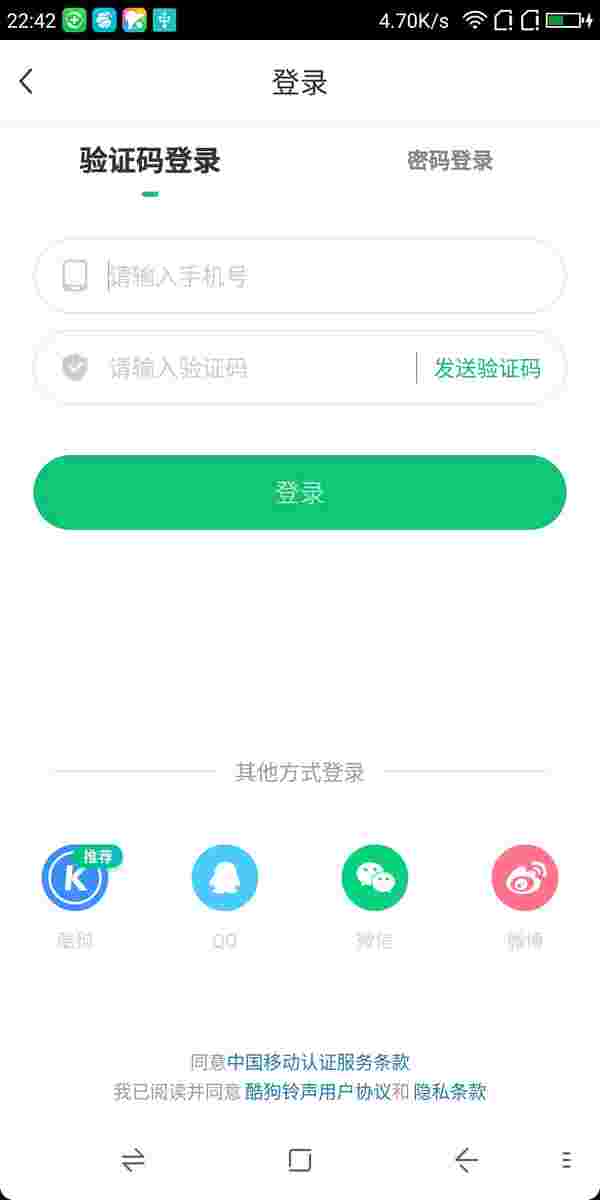 22:42 4.70K/s
登录
验证码登录 密码登录
请输入手机号
请输入验证码 发送验证码
登录
其他方式登录
推荐
K
酷狗 QQ 微信 微博
同意中国移动认证服务条款
我已阅读并同意 酷狗铃声用户协议和 隐私条款